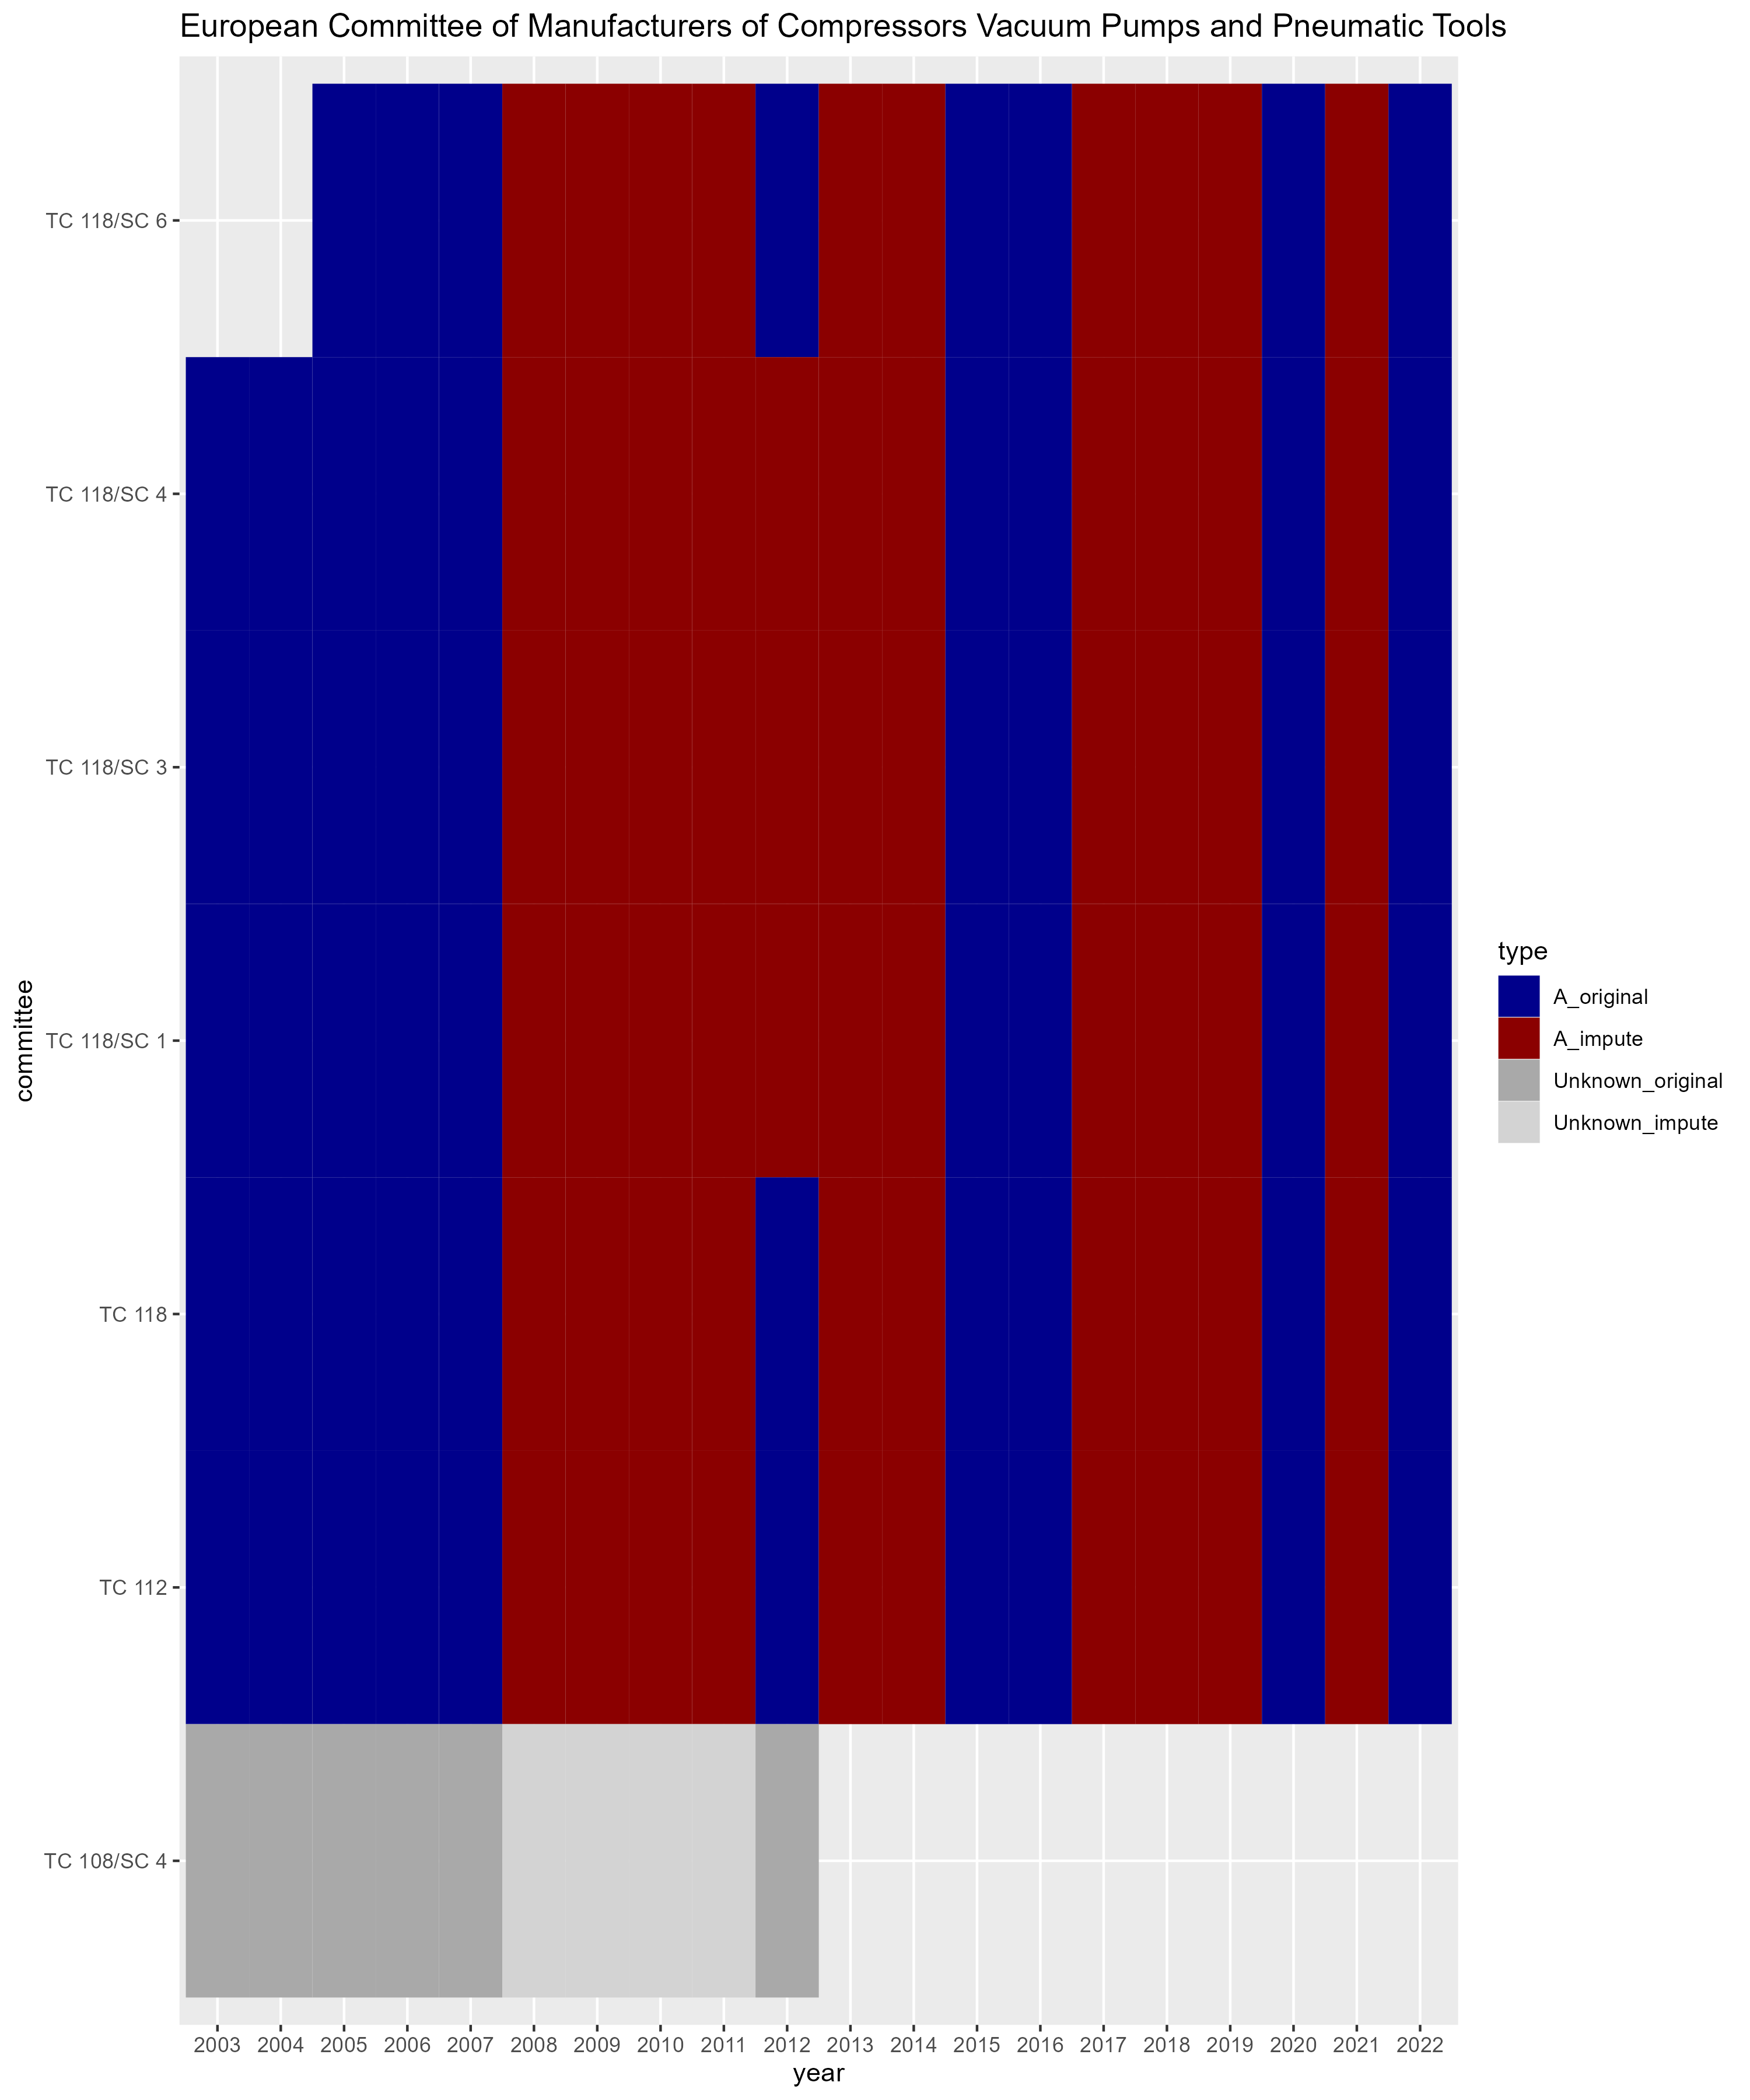 European Committee of Manufacturers of Compressors Vacuum Pumps and Pneumatic Tools
TC 118/SC 6
TC 118/SC 4
TC 118/SC 3
TC 118/SC 1
TC 118
TC 112
TC 108/SC 4
committee
2003 2004 2005 2006 2007 2008 2009 2010 2011 2012 2013 2014 2015 2016 2017 2018 2019 2020 2021 2022
year
type
A_original
A_impute
Unknown_original
Unknown_impute